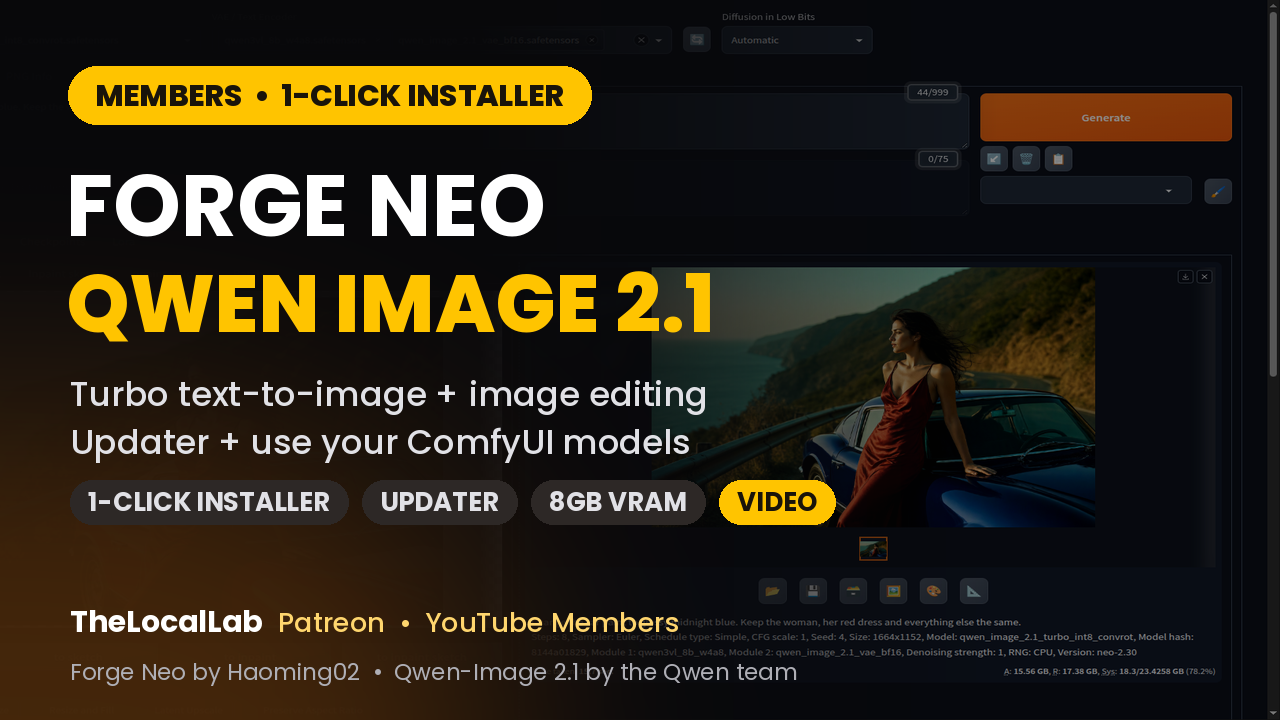 Diffusion in Low Bits
Automatic
MEMBERS • 1-CLICK INSTALLER
44/999
Generate
0/75
FORGE NEO
QWEN IMAGE 2.1
Turbo text-to-image + image editing
Updater + use your ComfyUI models
1-CLICK INSTALLER
UPDATER
8GB VRAM
VIDEO
TheLocalLab Patreon • YouTube Members
midnight blue. Keep the woman, her red dress and everything else the same.
Steps: 8, Sampler: Euler, Schedule type: Simple, CFG scale: 1, Seed: 4, Size: 1664x1152, Model: qwen_image_2.1_turbo_int8_convrot, Model hash:
Module 1: qwen3vl_8b_w4a8, Module 2: qwen_image_2.1_vae_bf16, Denoising strength: 1, RNG: CPU, Version: neo-2.30
Forge Neo by Haoming02 • Qwen-Image 2.1 by the Qwen team
A: 15.56 GB, R: 17.38 GB, Sys: 18.3/23.4258 GB (78.2%)